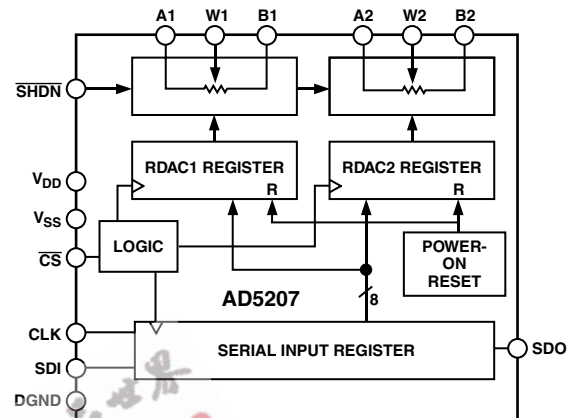 A1 W1 B1 A2 W2 B2
SHDN
RDAC1 REGISTER
R
RDAC2 REGISTER
R
VDD
VSS
CS
LOGIC
POWER-
ON
RESET
AD5207
8
CLK
SERIAL INPUT REGISTER
SDO
SDI
DGND